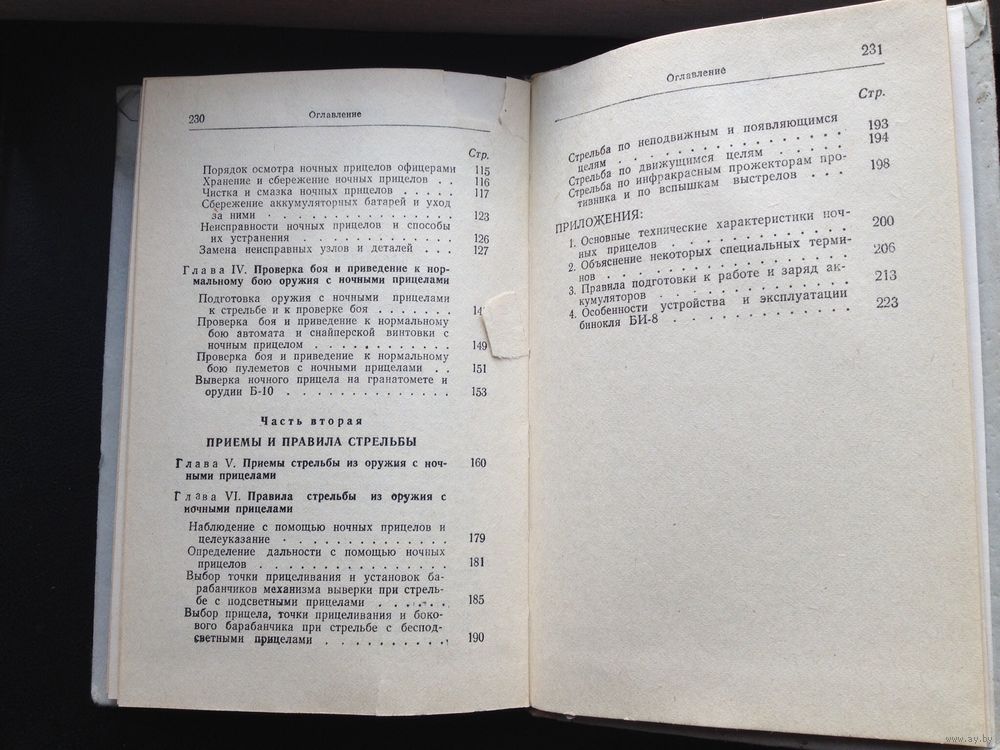 230
Оглавление
Стр.
Порядок осмотра ночных прицелов офицерами 115
Хранение и сбережение ночных прицелов . . 116
Чистка и смазка ночных прицелов . . . . . 117
Сбережение аккумуляторных батарей и уход
за ними . . . . . . . . . . . . . . 123
Неисправности ночных прицелов и способы
их устранения . . . . . . . . . . . 126
Замена неисправных узлов и деталей . . . . 127
Глава IV. Проверка боя и приведение к нор-
мальному бою оружия с ночными прицелами
Подготовка оружия с ночными прицелами
к стрельбе и к проверке боя . . . . .
Проверка боя и приведение к нормальному
бою автомата и снайперской винтовки с
ночным прицелом . . . . . . . . . . 149
Проверка боя и приведение к нормальному
бою пулеметов с ночными прицелами . . 151
Выверка ночного прицела на гранатомете и
орудии Б-10 . . . . . . . . . . . . 153
Часть вторая
ПРИЕМЫ И ПРАВИЛА СТРЕЛЬБЫ
Глава V. Приемы стрельбы из оружия с ноч- 160
ными прицелами
Глава VI. Правила стрельбы из оружия с
ночными прицелами
Наблюдение с помощью ночных прицелов и
целеуказание . . . . . . . . . . . 179
Определение дальности с помощью ночных
прицелов . . . . . . . . . . . . . 181
Выбор точки прицеливания и установок ба-
рабанчиков механизма выверки при стрель-
бе с подсветными прицелами . . . . . 185
Выбор прицела, точки прицеливания и боко-
вого барабанчика при стрельбе с беспод-
светными прицелами . . . . . . . . . 190
231
Оглавление
Стр.
Стрельба по неподвижным и появляющимся
целям . . . . . . . . . . . . . . 193
Стрельба по движущимся целям . . . . . 194
Стрельба по инфракрасным прожекторам про-
тивника и по вспышкам выстрелов . . . 198
ПРИЛОЖЕНИЯ:
1. Основные технические характеристики ноч-
ных прицелов . . . . . . . . . . . 200
2. Объяснение некоторых специальных терми-
нов . . . . . . . . . . . . . . . 206
3. Правила подготовки к работе и заряд ак-
кумуляторов . . . . . . . . . . . . 213
4. Особенности устройства и эксплуатации
бинокля БИ-8 . . . . . . . . . . . 223
www.ay.by